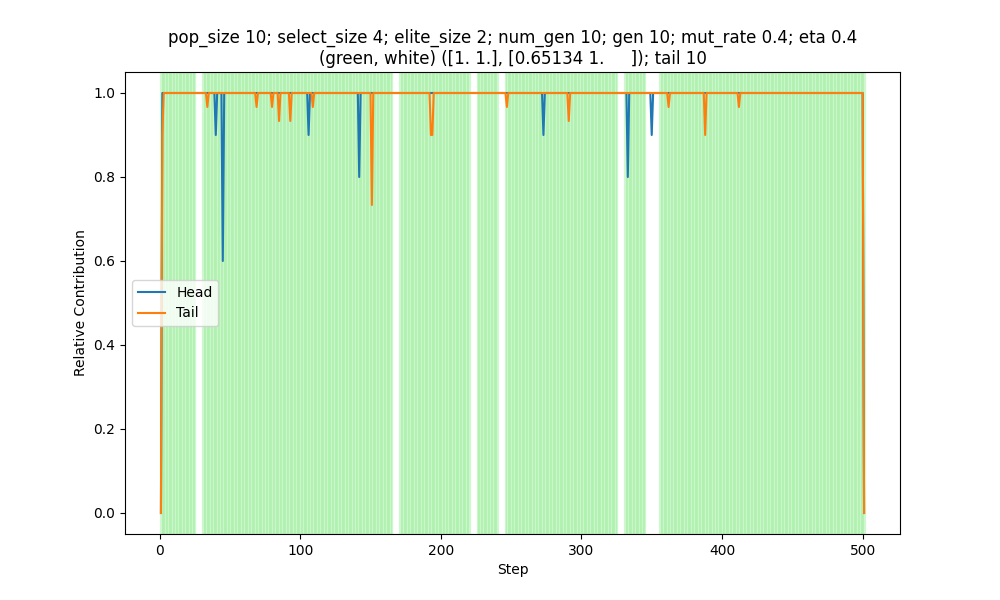 pop_size 10; select_size 4; elite_size 2; num_gen 10; gen 10; mut_rate 0.4; eta 0.4
(green, white) ([1. 1.], [0.65134 1.     ]); tail 10
1.0
0.8
0.6
Head
Tail
0.4
0.2
0.0
Relative Contribution
0 100 200 300 400 500
Step